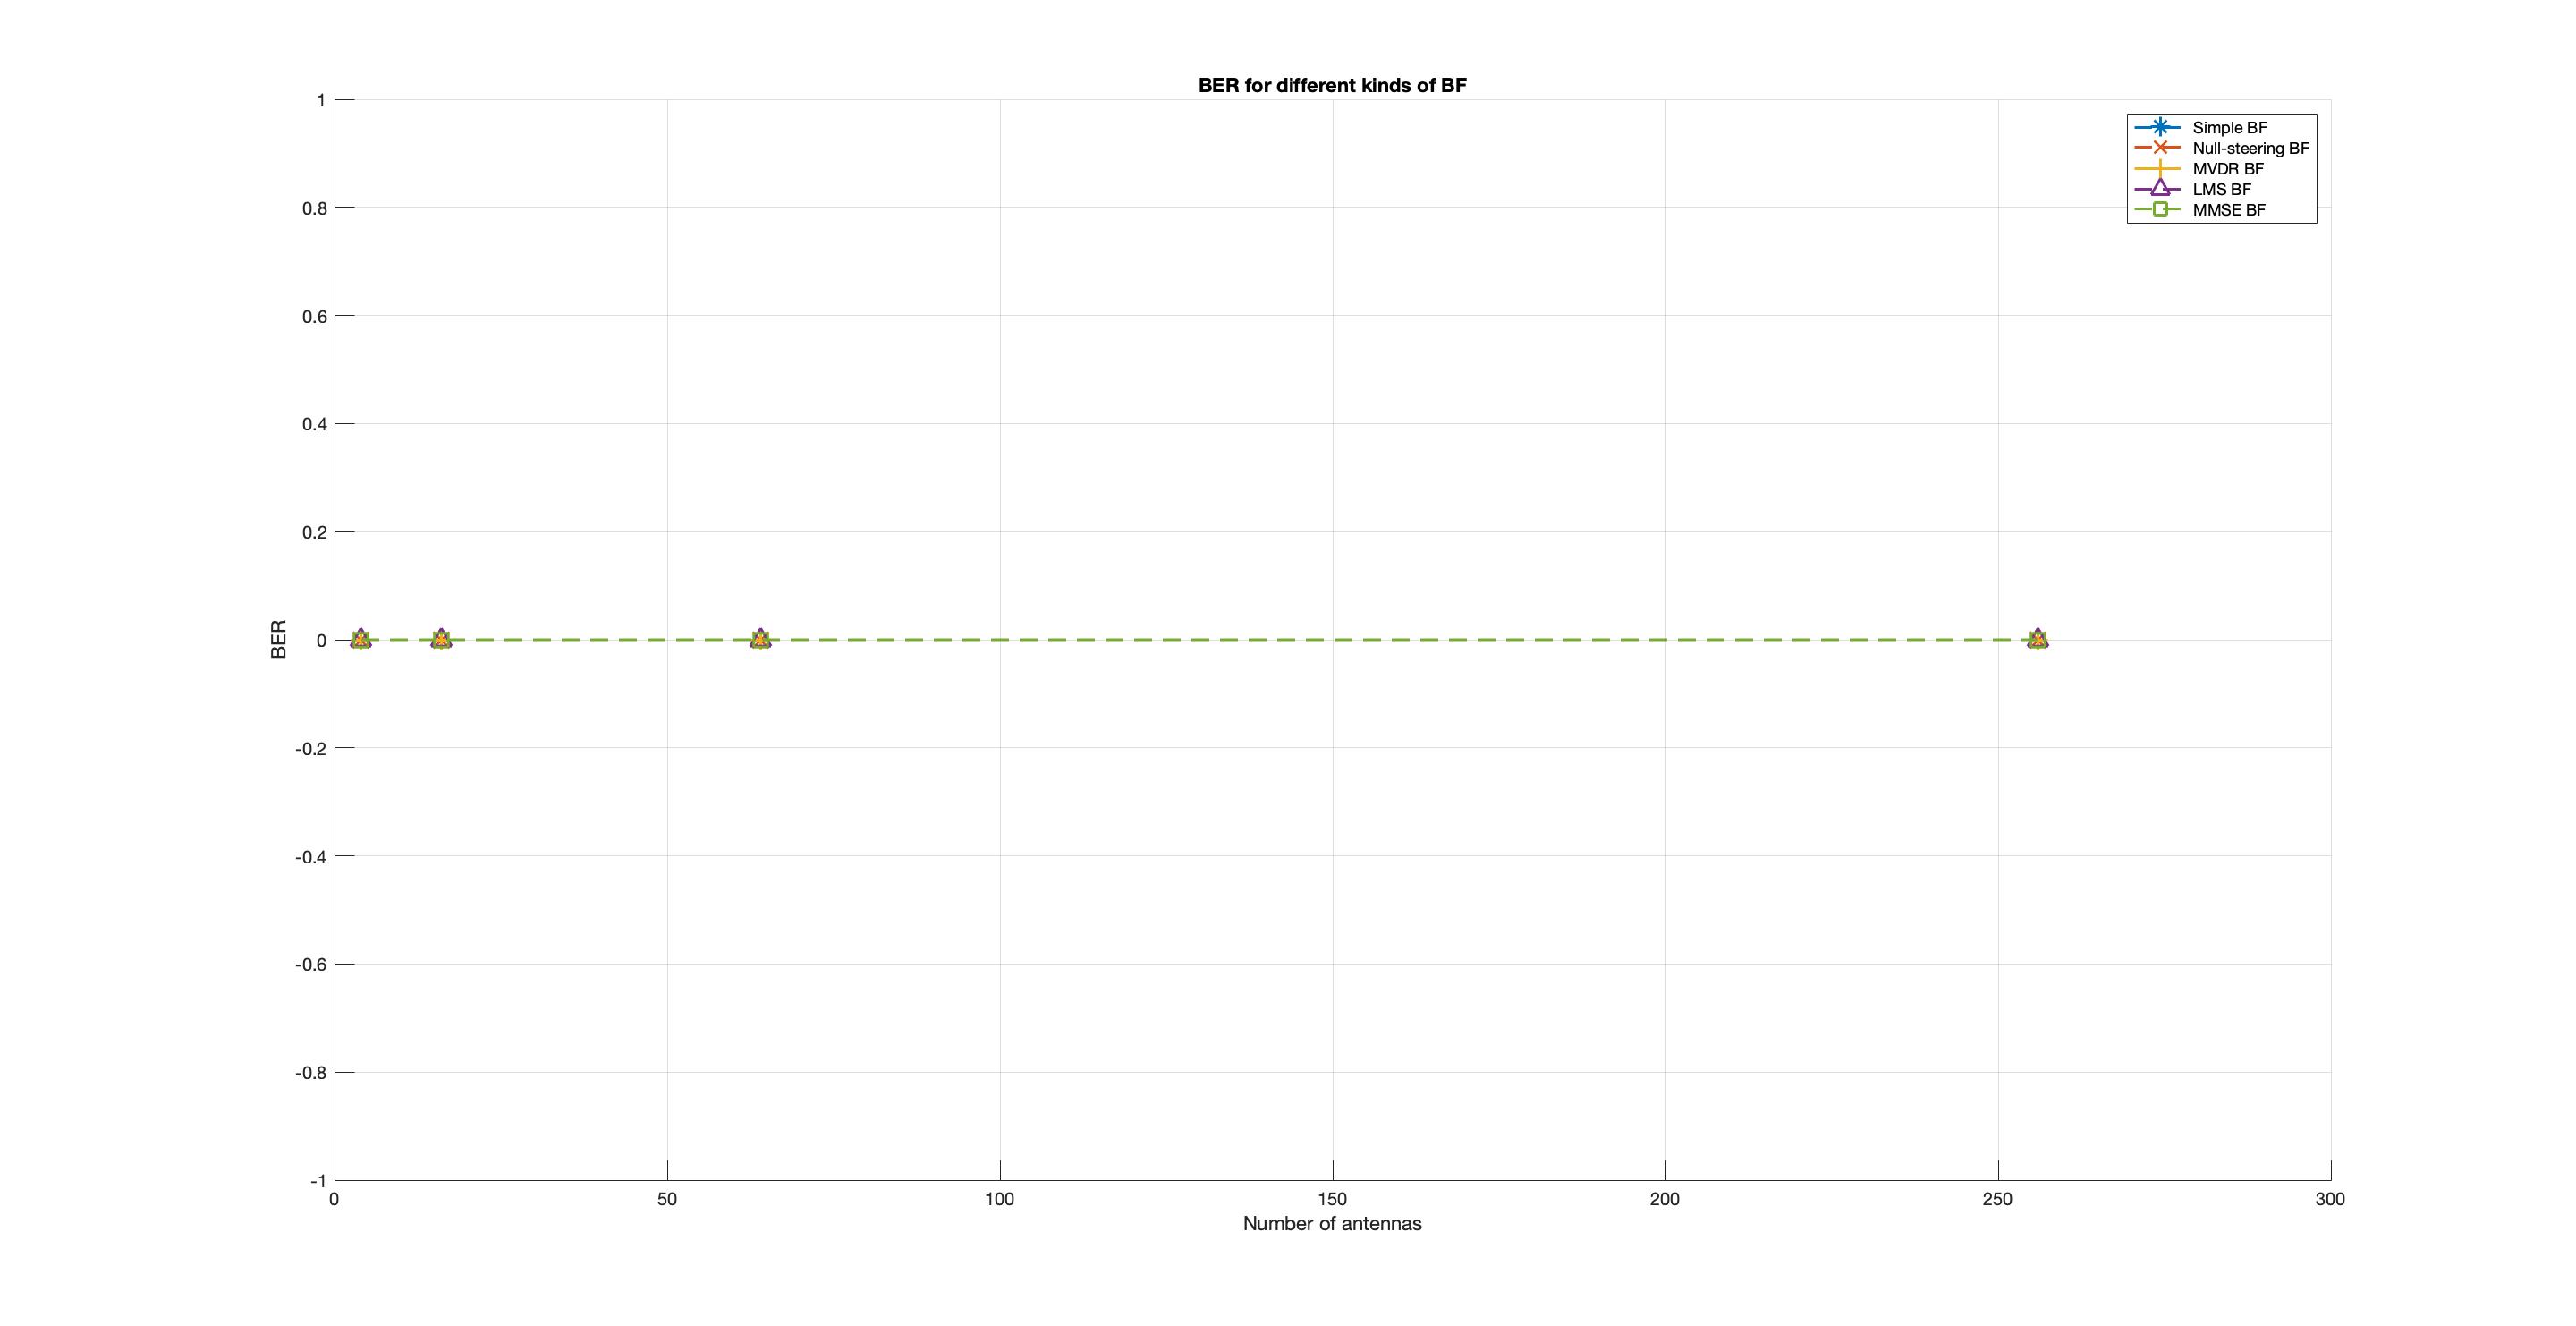 BER for different kinds of BF
1
0.8
0.6
0.4
0.2
0
-0.2
-0.4
-0.6
-0.8
-1
BER
Simple BF
Null-steering BF
MVDR BF
LMS BF
MMSE BF
0 50 100 150 200 250 300
Number of antennas